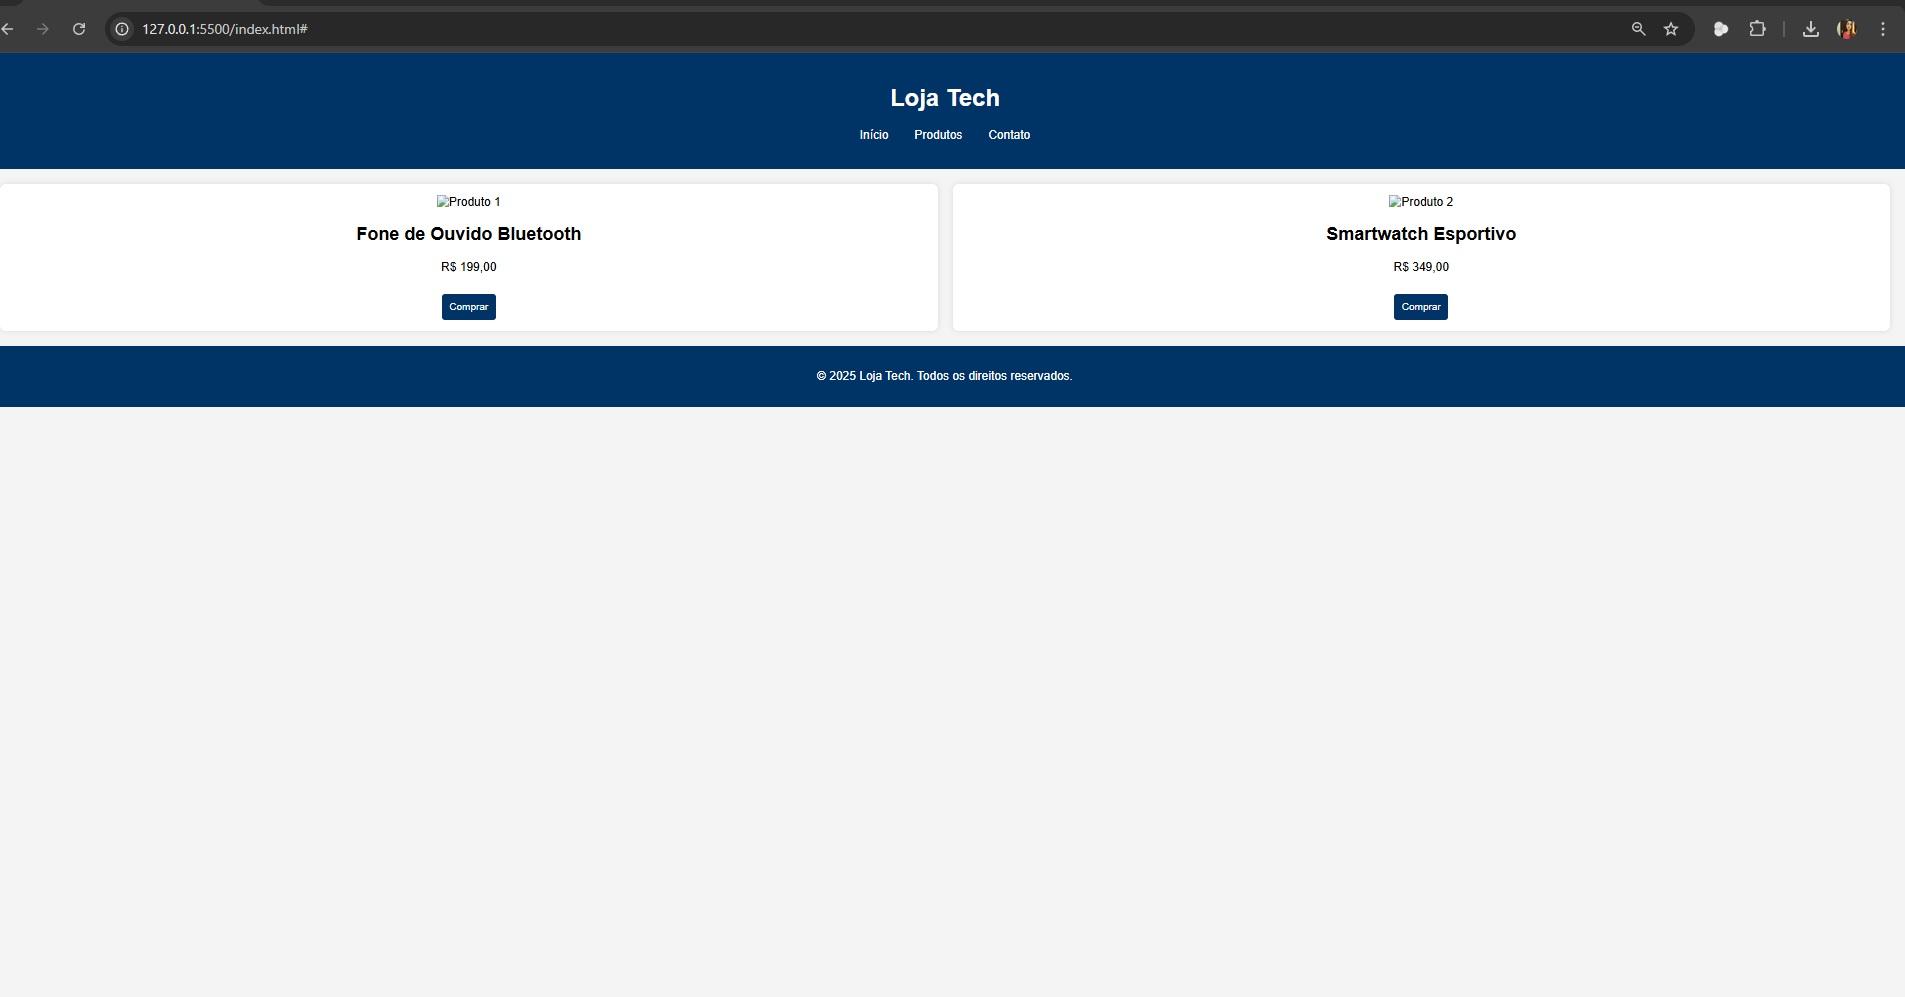 127.0.0.1:5500/index.html#
Loja Tech
Início Produtos Contato
Produto 1
Fone de Ouvido Bluetooth
R$ 199,00
Comprar
Produto 2
Smartwatch Esportivo
R$ 349,00
Comprar
© 2025 Loja Tech. Todos os direitos reservados.